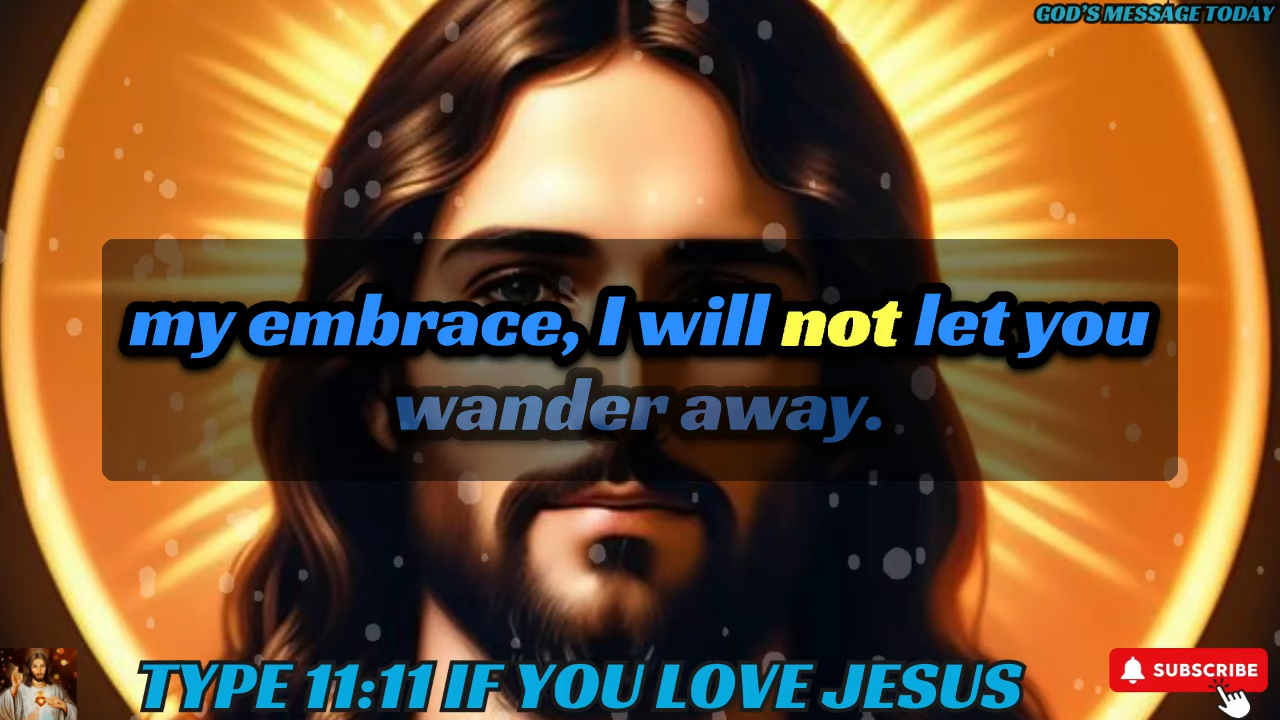 GOD'S MESSAGE TODAY
my embrace, I will not let you
wander away.
TYPE 11:11 IF YOU LOVE JESUS
SUBSCRIBE